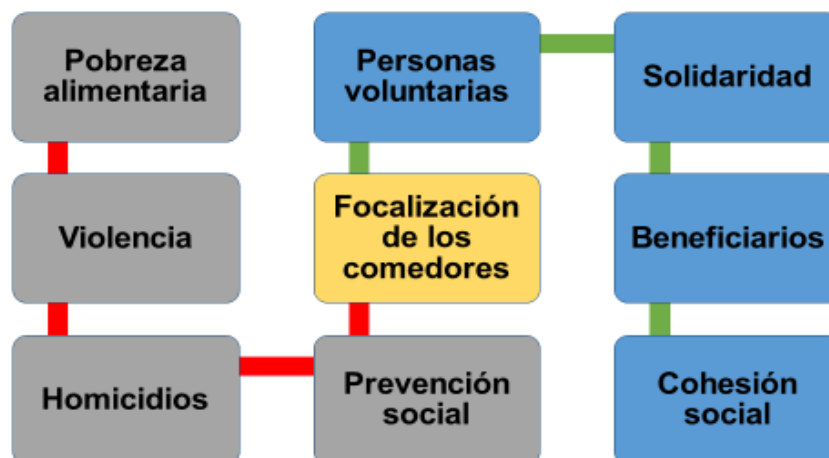 Pobreza
alimentaria
Violencia
Homicidios
Prevención
social
Focalización
de los
comedores
Personas
voluntarias
Solidaridad
Beneficiarios
Cohesión
social